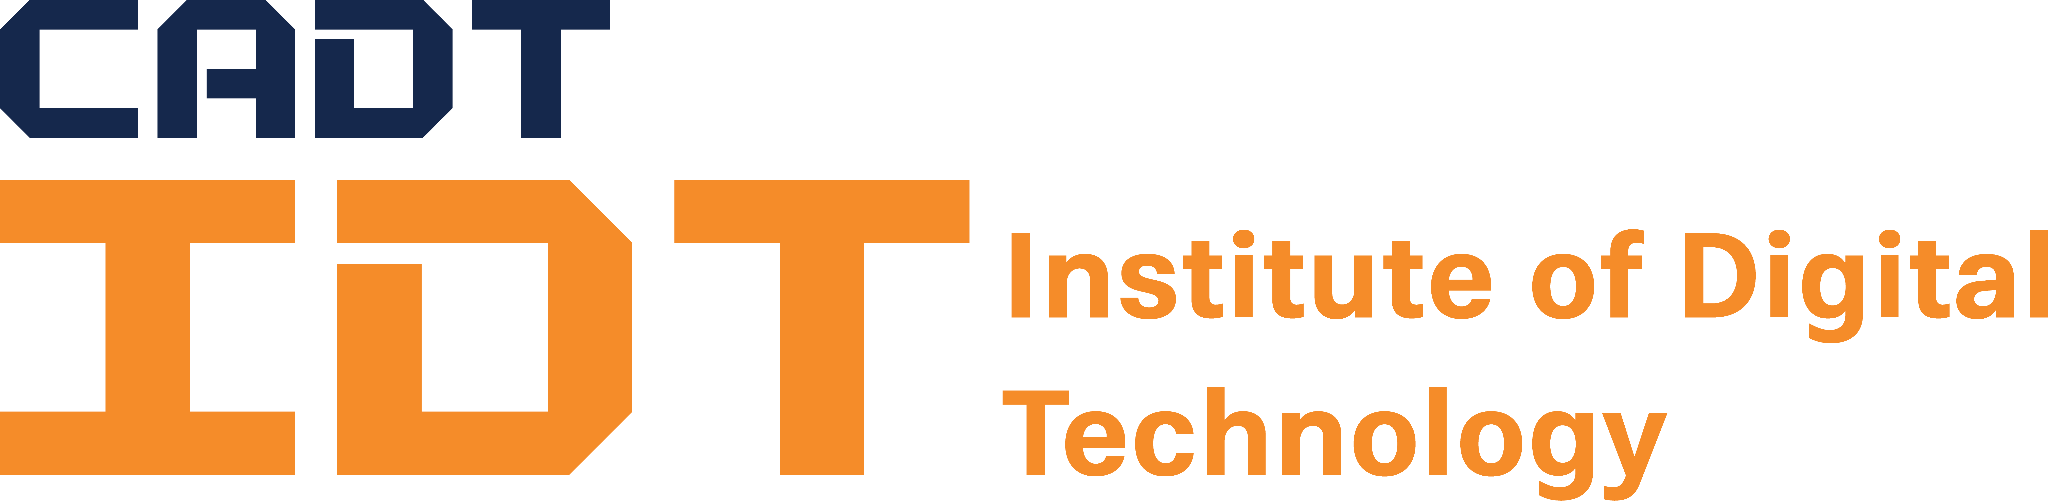 CADT
IDT
Institute of Digital
Technology